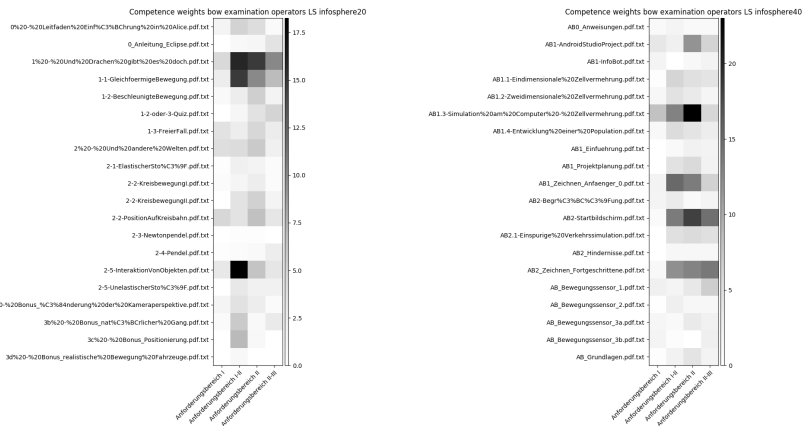 Competence weights bow examination operators LS infosphere20
0%20-%20Leitfaden%20Einf%C3%BChrung%20in%20Alice.pdf.txt
0_Anleitung_Eclipse.pdf.txt
1%20-%20Und%20Drachen%20gibt%20es%20doch.pdf.txt
1-1-GleichfoermigeBewegung.pdf.txt
1-2-BeschleunigteBewegung.pdf.txt
1-2-oder-3-Quiz.pdf.txt
1-3-FreierFall.pdf.txt
2%20-%20Und%20andere%20Welten.pdf.txt
2-1-ElastischerSto%C3%9F.pdf.txt
2-2-KreisbewegungI.pdf.txt
2-2-KreisbewegungII.pdf.txt
2-2-PositionAufKreisbahn.pdf.txt
2-3-Newtonpendel.pdf.txt
2-4-Pendel.pdf.txt
2-5-InteraktionVonObjekten.pdf.txt
2-5-UnelastischerSto%C3%9F.pdf.txt
0-%20Bonus_%C3%84nderung%20der%20Kameraperspektive.pdf.txt
3b%20-%20Bonus_nat%C3%BCrlicher%20Gang.pdf.txt
3c%20-%20Bonus_Positionierung.pdf.txt
3d%20-%20Bonus_realistische%20Bewegung%20Fahrzeuge.pdf.txt
Anforderungsbereich I
Anforderungsbereich I-II
Anforderungsbereich II
Anforderungsbereich II-III
17.5
15.0
12.5
10.0
7.5
5.0
2.5
0.0
Competence weights bow examination operators LS infosphere40
AB0_Anweisungen.pdf.txt
AB1-AndroidStudioProject.pdf.txt
AB1-InfoBot.pdf.txt
AB1.1-Eindimensionale%20Zellvermehrung.pdf.txt
AB1.2-Zweidimensionale%20Zellvermehrung.pdf.txt
AB1.3-Simulation%20am%20Computer%20-%20Zellvermehrung.pdf.txt
AB1.4-Entwicklung%20einer%20Population.pdf.txt
AB1_Einfuehrung.pdf.txt
AB1_Projektplanung.pdf.txt
AB1_Zeichnen_Anfaenger_0.pdf.txt
AB2-Begr%C3%BC%C3%9Fung.pdf.txt
AB2-Startbildschirm.pdf.txt
AB2.1-Einspurige%20Verkehrssimulation.pdf.txt
AB2_Hindernisse.pdf.txt
AB2_Zeichnen_Fortgeschrittene.pdf.txt
AB_Bewegungssensor_1.pdf.txt
AB_Bewegungssensor_2.pdf.txt
AB_Bewegungssensor_3a.pdf.txt
AB_Bewegungssensor_3b.pdf.txt
AB_Grundlagen.pdf.txt
Anforderungsbereich I
Anforderungsbereich I-II
Anforderungsbereich II
Anforderungsbereich II-III
20
15
10
5
0